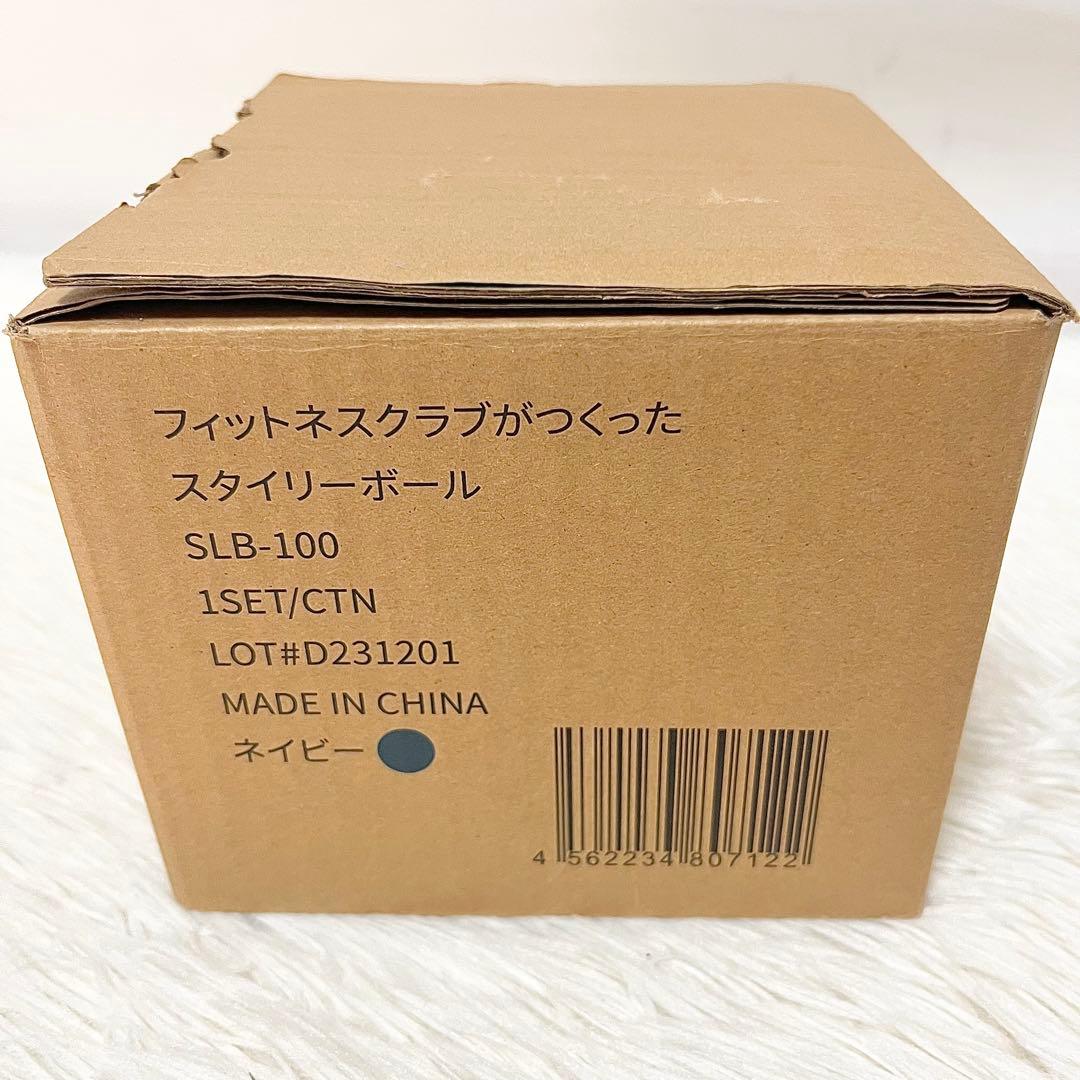 フィットネスクラブがつくった
スタイリーボール
SLB-100
1SET/CTN
LOT#D231201
MADE IN CHINA
ネイビー
4 562234 807122